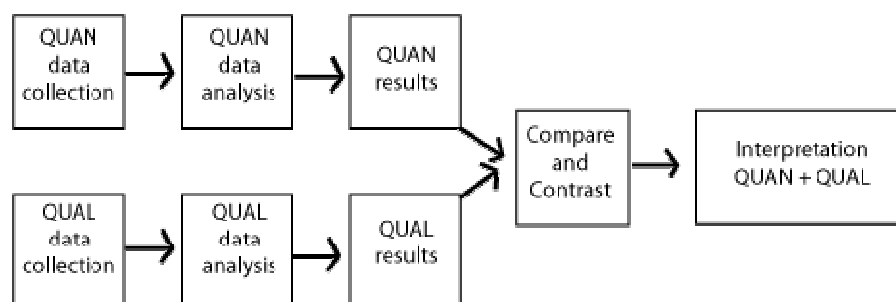 QUAN
data
collection
QUAN
data
analysis
QUAN
results
QUAL
data
collection
QUAL
data
analysis
QUAL
results
Compare
and
Contrast
Interpretation
QUAN + QUAL